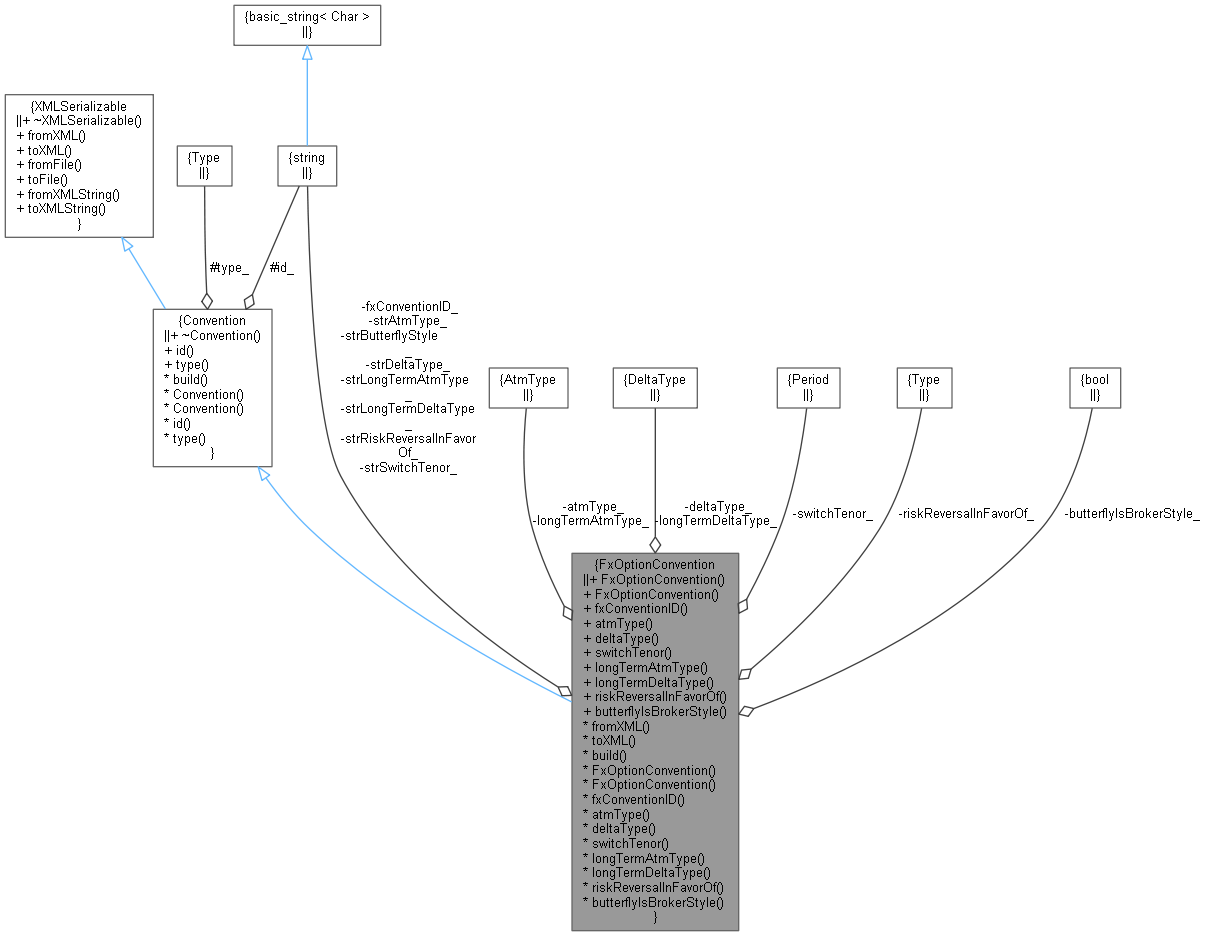 {basic_string< Char >
||}
{XMLSerializable
||+ ~XMLSerializable()
+ fromXML()
+ toXML()
+ fromFile()
+ toFile()
+ fromXMLString()
+ toXMLString()
}
{Type
||}
{string
||}
#type_
#id_
{Convention
||+ ~Convention()
+ id()
+ type()
* build()
* Convention()
* Convention()
* id()
* type()
}
-fxConventionID_
-strAtmType_
-strButterflyStyle
_
-strDeltaType_
-strLongTermAtmType
_
-strLongTermDeltaType
_
-strRiskReversalInFavor
Of_
-strSwitchTenor_
{AtmType
||}
{DeltaType
||}
{Period
||}
{Type
||}
{bool
||}
-atmType_
-longTermAtmType_
-deltaType_
-longTermDeltaType_
-switchTenor_
-riskReversalInFavorOf_
-butterflyIsBrokerStyle_
{FxOptionConvention
||+ FxOptionConvention()
+ FxOptionConvention()
+ fxConventionID()
+ atmType()
+ deltaType()
+ switchTenor()
+ longTermAtmType()
+ longTermDeltaType()
+ riskReversalInFavorOf()
+ butterflyIsBrokerStyle()
* fromXML()
* toXML()
* build()
* FxOptionConvention()
* FxOptionConvention()
* fxConventionID()
* atmType()
* deltaType()
* switchTenor()
* longTermAtmType()
* longTermDeltaType()
* riskReversalInFavorOf()
* butterflyIsBrokerStyle()
}